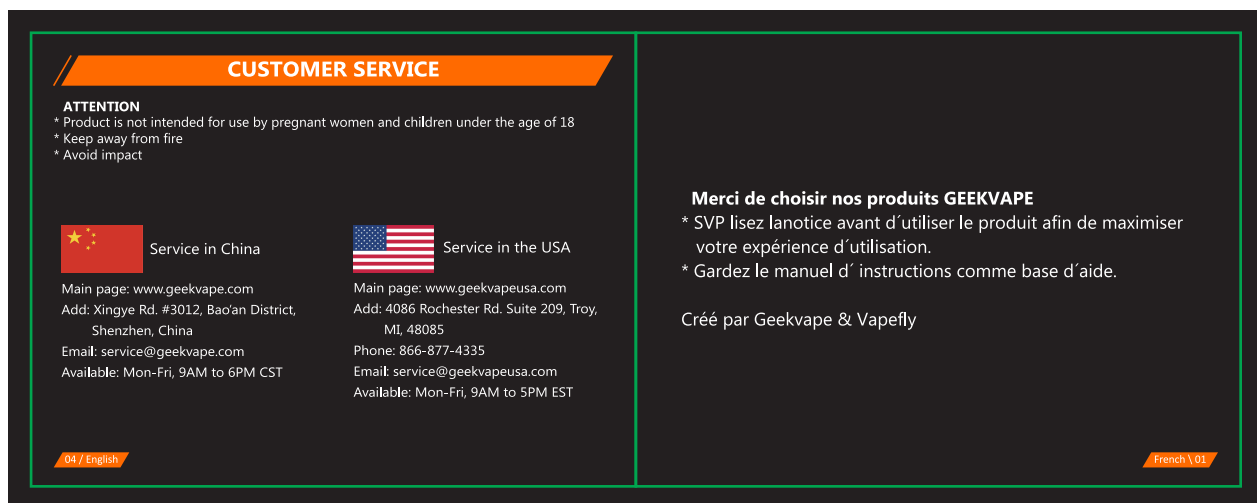 CUSTOMER SERVICE
ATTENTION
* Product is not intended for use by pregnant women and children under the age of 18
* Keep away from fire
* Avoid impact
Service in China
Main page: www.geekvape.com
Add: Xingye Rd. #3012, Bao'an District,
Shenzhen, China
Email: service@geekvape.com
Available: Mon-Fri, 9AM to 6PM CST
Service in the USA
Main page: www.geekvapeusa.com
Add: 4086 Rochester Rd. Suite 209, Troy,
MI, 48085
Phone: 866-877-4335
Email: service@geekvapeusa.com
Available: Mon-Fri, 9AM to 5PM EST
04 / English
Merci de choisir nos produits GEEKVAPE
* SVP lisez lanotice avant d´utiliser le produit afin de maximiser
votre expérience d´utilisation.
* Gardez le manuel d´ instructions comme base d´aide.
Créé par Geekvape & Vapefly
French \ 01